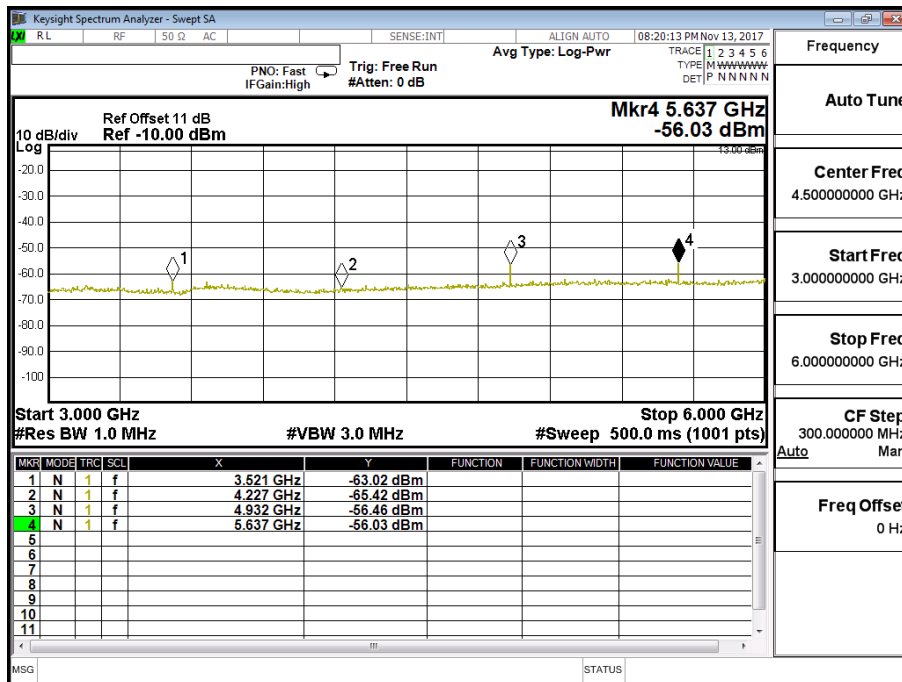 Keysight Spectrum Analyzer - Swept SA
LXI RL RF 50 Ω AC SENSE:INT ALIGN AUTO 08:20:13 PM Nov 13, 2017
Avg Type: Log-Pwr TRACE 1 2 3 4 5 6
PNO: Fast Trig: Free Run TYPE M WWWWW
IFGain:High #Atten: 0 dB DET P N N N N N
Frequency
Auto Tune
Center Freq
4.500000000 GHz
Start Freq
3.000000000 GHz
Stop Freq
6.000000000 GHz
CF Step
300.000000 MHz
Auto Man
Freq Offset
0 Hz
Mkr4 5.637 GHz
-56.03 dBm
Ref Offset 11 dB
10 dB/div Ref -10.00 dBm
Log
-13.00 dBm
-20.0
-30.0
-40.0
-50.0
-60.0
-70.0
-80.0
-90.0
-100
1
2
3
4
Start 3.000 GHz Stop 6.000 GHz
#Res BW 1.0 MHz #VBW 3.0 MHz #Sweep 500.0 ms (1001 pts)
MKR MODE TRC SCL X Y FUNCTION FUNCTION WIDTH FUNCTION VALUE
1 N 1 f 3.521 GHz -63.02 dBm
2 N 1 f 4.227 GHz -65.42 dBm
3 N 1 f 4.932 GHz -56.46 dBm
4 N 1 f 5.637 GHz -56.03 dBm
5
6
7
8
9
10
11
MSG STATUS